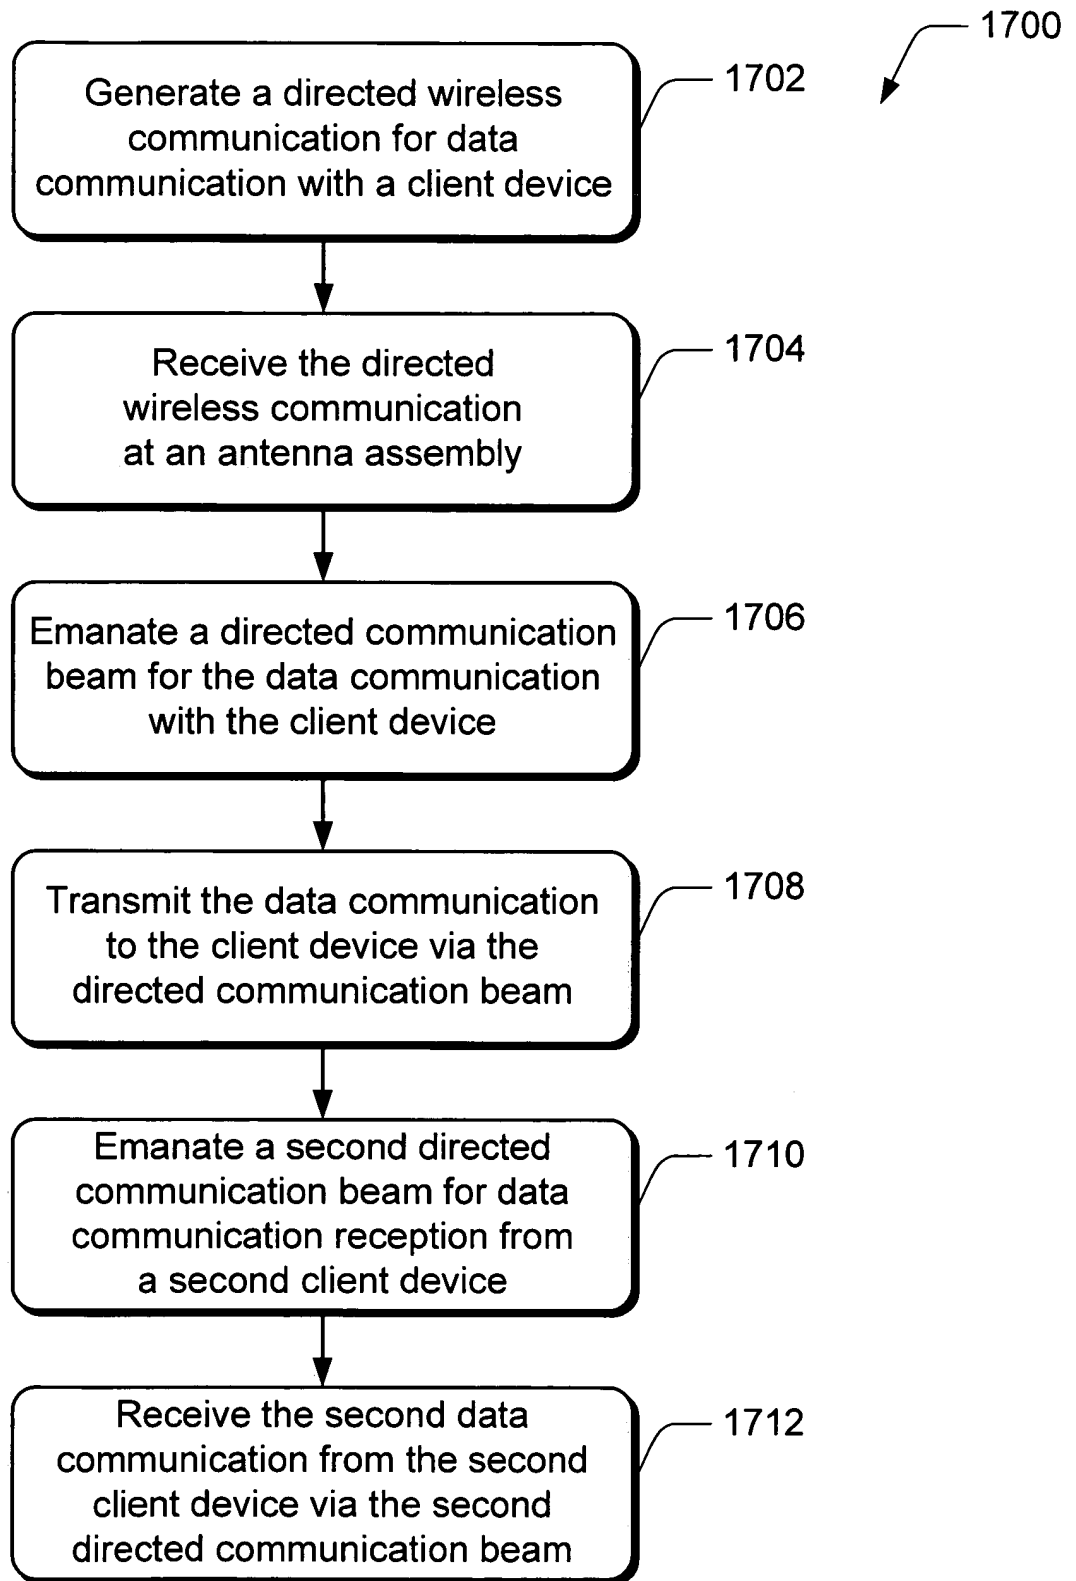 1700
Generate a directed wireless
communication for data
communication with a client device
1702
Receive the directed
wireless communication
at an antenna assembly
1704
Emanate a directed communication
beam for the data communication
with the client device
1706
Transmit the data communication
to the client device via the
directed communication beam
1708
Emanate a second directed
communication beam for data
communication reception from
a second client device
1710
Receive the second data
communication from the second
client device via the second
directed communication beam
1712